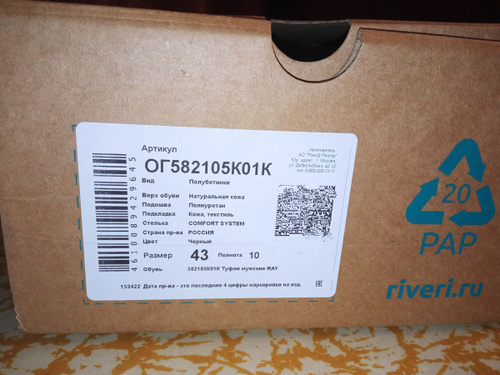 Артикул
ОГ582105К01К
Вид Полуботинки
Верх обуви Натуральная кожа
Подошва Полиуретан
Подкладка Кожа, текстиль
Стелька COMFORT SYSTEM
Страна пр-ва РОССИЯ
Цвет Черный
Размер 43 Полнота 10
Обувь 582105К01К Туфли мужские RAY
153422 Дата пр-ва - это последние 4 цифры маркировки на изд.
4610089429645
Изготовитель:
20
PAP
riveri.ru